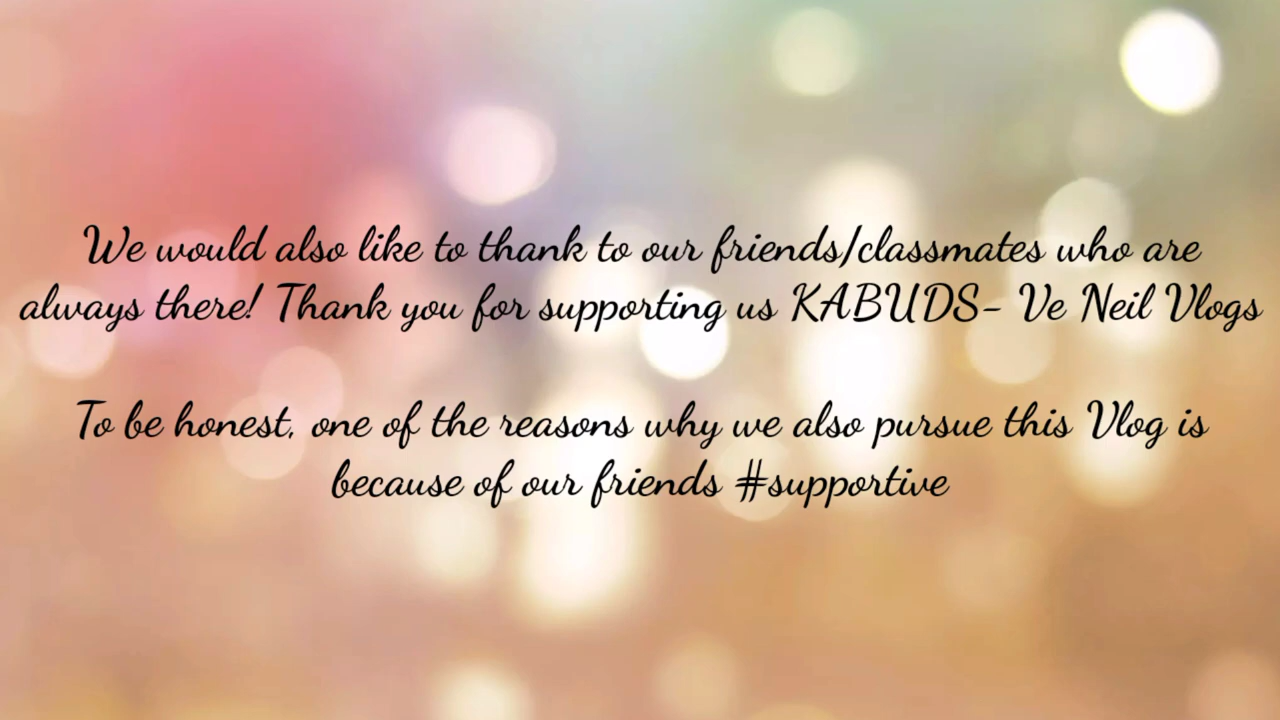 We would also like to thank to our friends/classmates who are
always there! Thank you for supporting us KABUDS- Ve Neil Vlogs
To be honest, one of the reasons why we also pursue this Vlog is
because of our friends #supportive